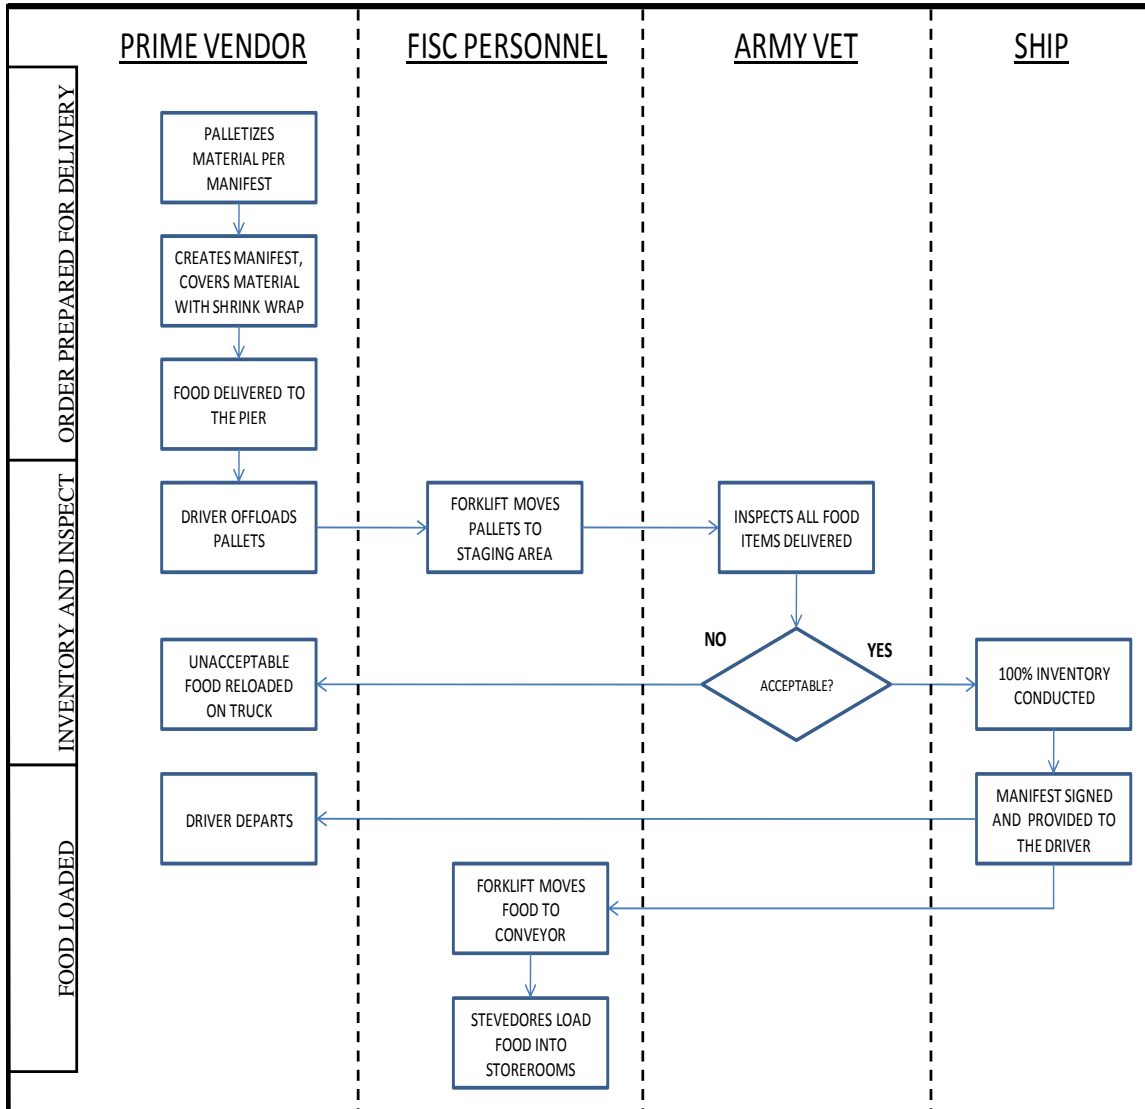 PRIME VENDOR
FISC PERSONNEL
ARMY VET
SHIP
ORDER PREPARED FOR DELIVERY
PALLETIZES
MATERIAL PER
MANIFEST
CREATES MANIFEST,
COVERS MATERIAL
WITH SHRINK WRAP
FOOD DELIVERED TO
THE PIER
INVENTORY AND INSPECT
DRIVER OFFLOADS
PALLETS
FORKLIFT MOVES
PALLETS TO
STAGING AREA
INSPECTS ALL FOOD
ITEMS DELIVERED
NO
YES
ACCEPTABLE?
UNACCEPTABLE
FOOD RELOADED
ON TRUCK
100% INVENTORY
CONDUCTED
FOOD LOADED
DRIVER DEPARTS
MANIFEST SIGNED
AND PROVIDED TO
THE DRIVER
FORKLIFT MOVES
FOOD TO
CONVEYOR
STEVEDORES LOAD
FOOD INTO
STOREROOMS